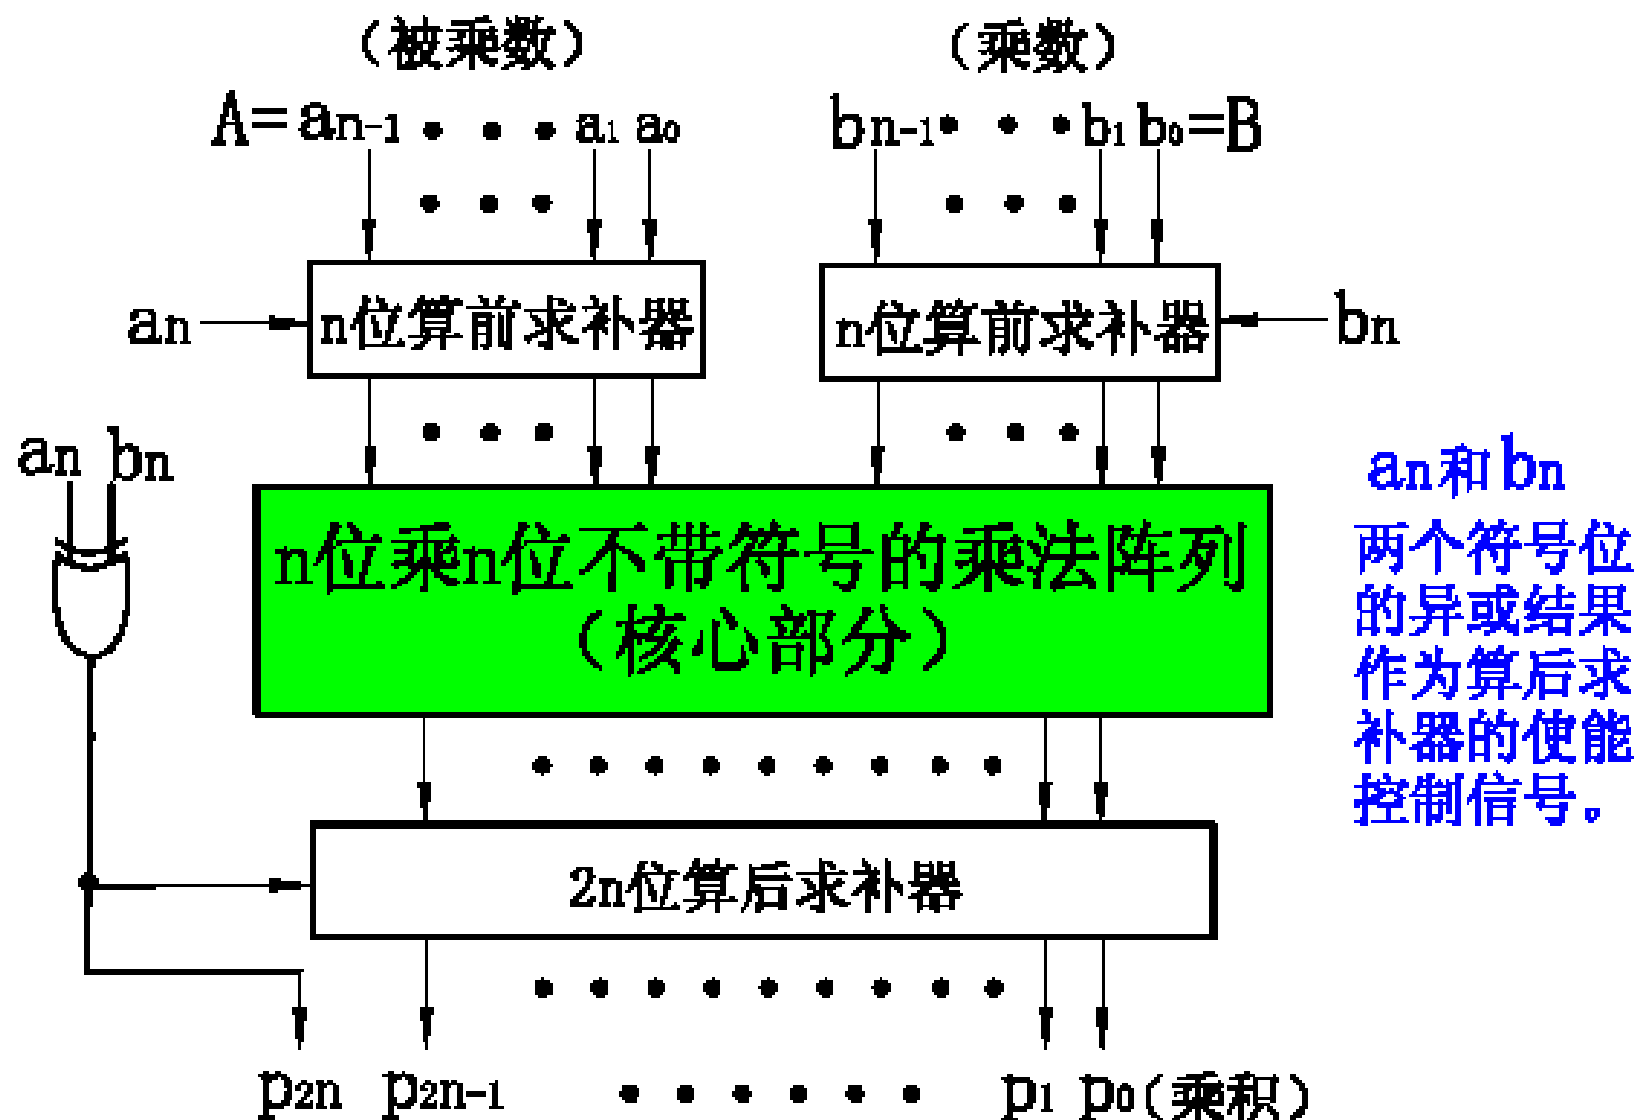 （被乘数） （乘数）
A=an-1 • • • a1 a0 bn-1 • • • b1 b0=B
• • • • • •
an n位算前求补器 n位算前求补器 bn
• • • • • •
an bn
n位乘n位不带符号的乘法阵列
（核心部分）
an和bn
两个符号位
的异或结果
作为算后求
补器的使能
控制信号。
• • • • • • • • •
2n位算后求补器
• • • • • • • • •
p2n p2n-1 • • • • • • p1 p0（乘积）